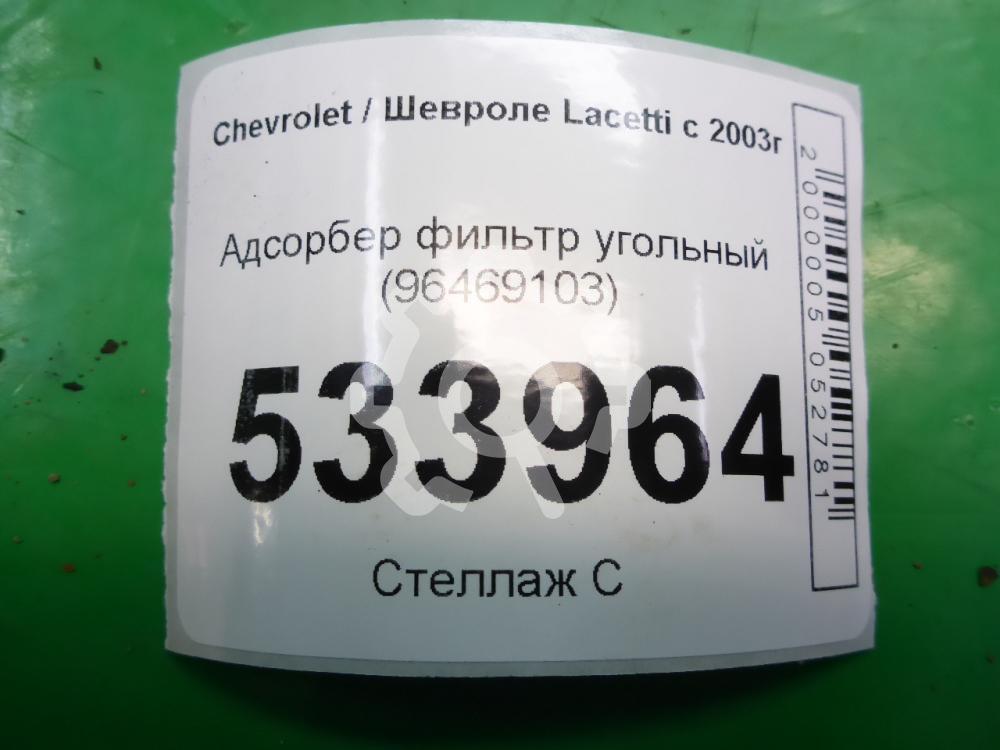 Chevrolet / Шевроле Lacetti с 2003г
Адсорбер фильтр угольный
(96469103)
533964
Стеллаж С
2000005052781